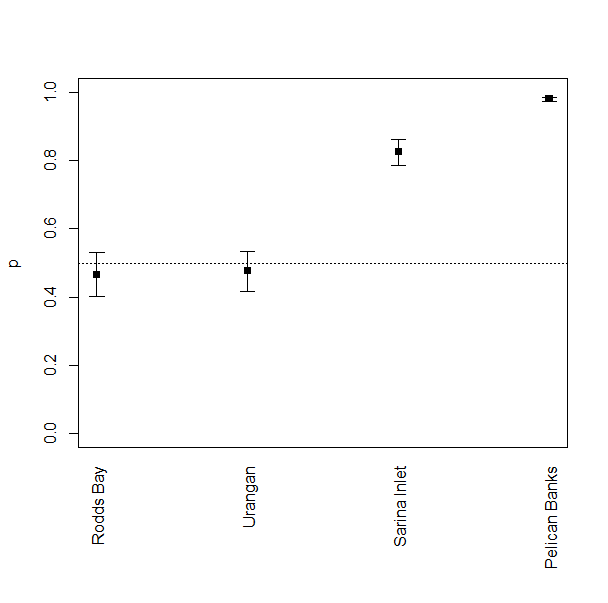 p
1.0
0.8
0.6
0.4
0.2
0.0
Rodds Bay
Urangan
Sarina Inlet
Pelican Banks